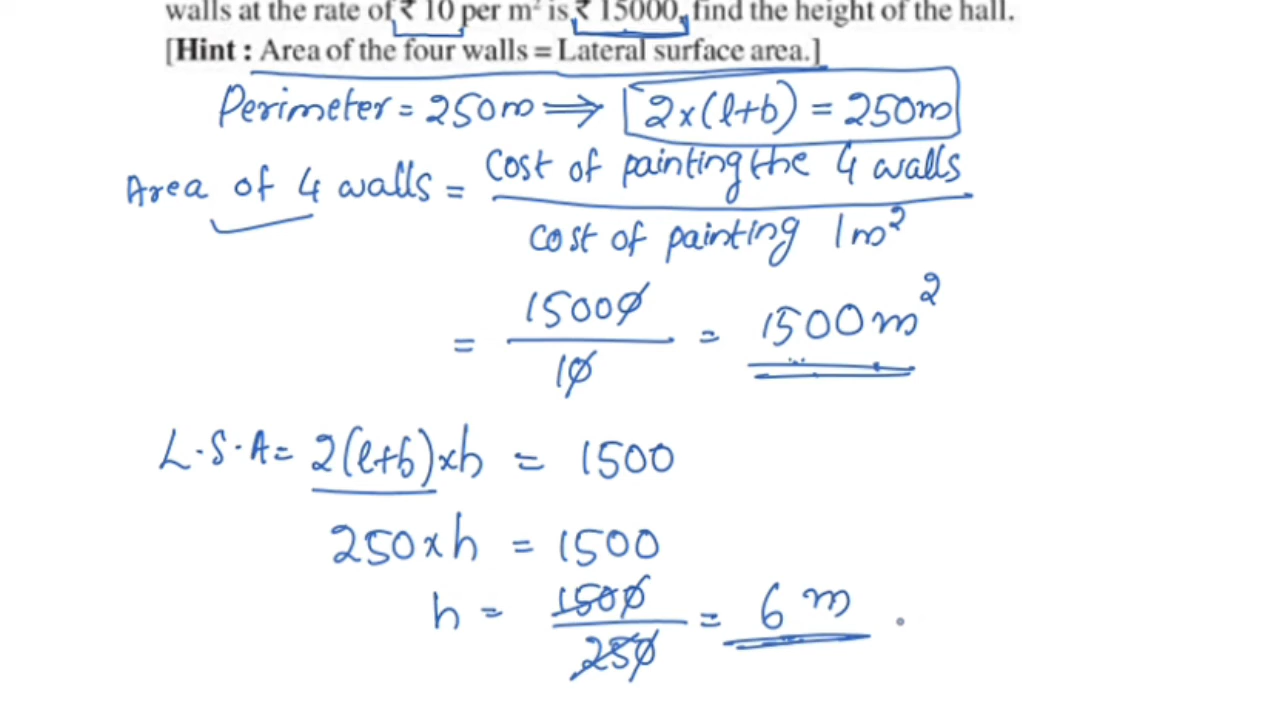 walls at the rate of ₹ 10 per m² is ₹ 15000, find the height of the hall.
[Hint : Area of the four walls = Lateral surface area.]
Perimeter = 250m ⟹ 2×(l+b) = 250m
Area of 4 walls = Cost of painting the 4 walls
Cost of painting 1m²
= 15000
10
= 1500m²
L.S.A = 2(l+b)×h = 1500
250×h = 1500
h = 1500
250
= 6 m